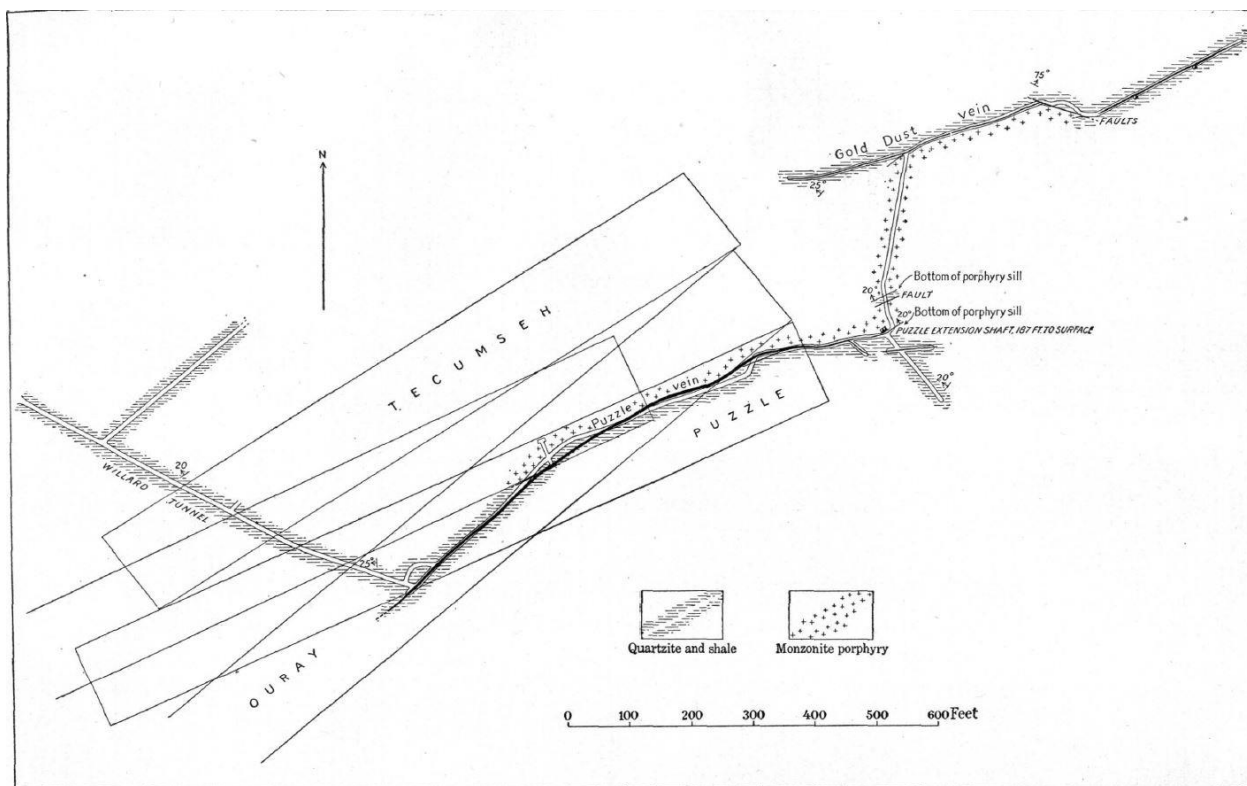 75°
FAULTS
Gold Dust vein
25°
N
Bottom of porphyry sill
20°
FAULT
20°
Bottom of porphyry sill
PUZZLE EXTENSION SHAFT, 187 FT. TO SURFACE
20°
TECUMSEH
Puzzle vein
PUZZLE
20
WILLARD TUNNEL
25°
OURAY
Quartzite and shale
Monzonite porphyry
0 100 200 300 400 500 600 Feet